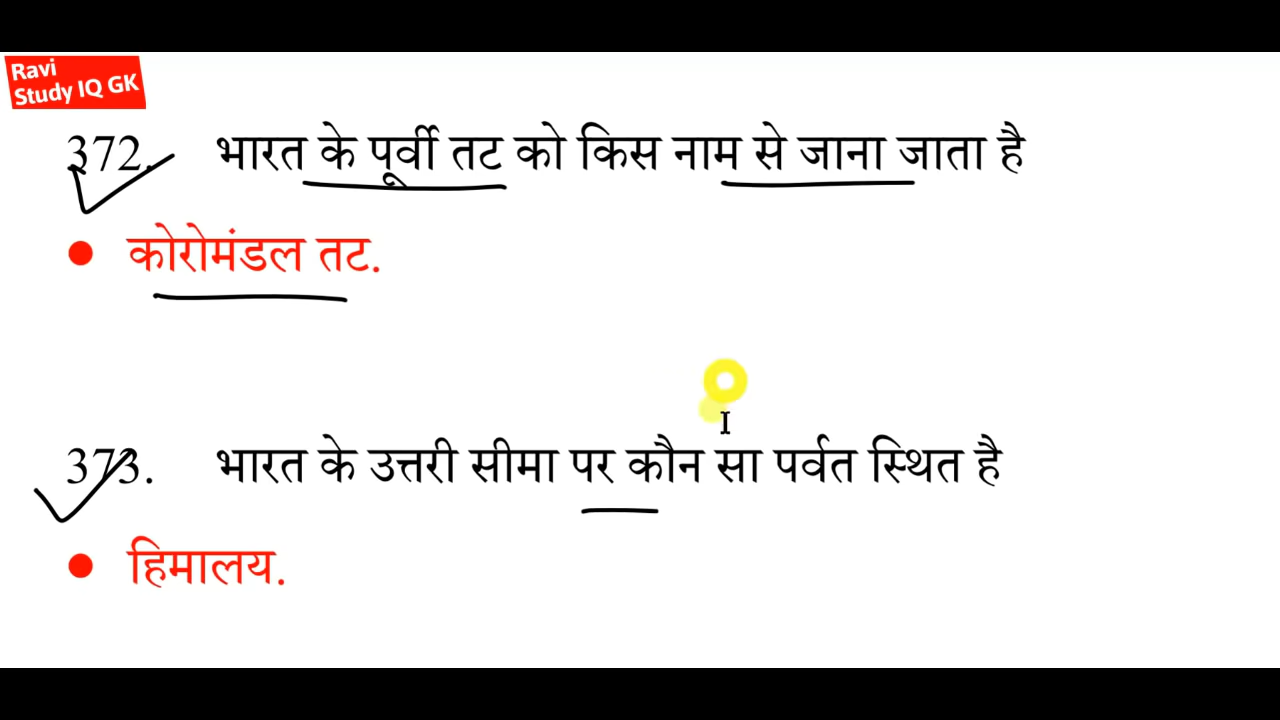 Ravi
Study IQ GK
372. भारत के पूर्वी तट को किस नाम से जाना जाता है
● कोरोमंडल तट.
373. भारत के उत्तरी सीमा पर कौन सा पर्वत स्थित है
● हिमालय.